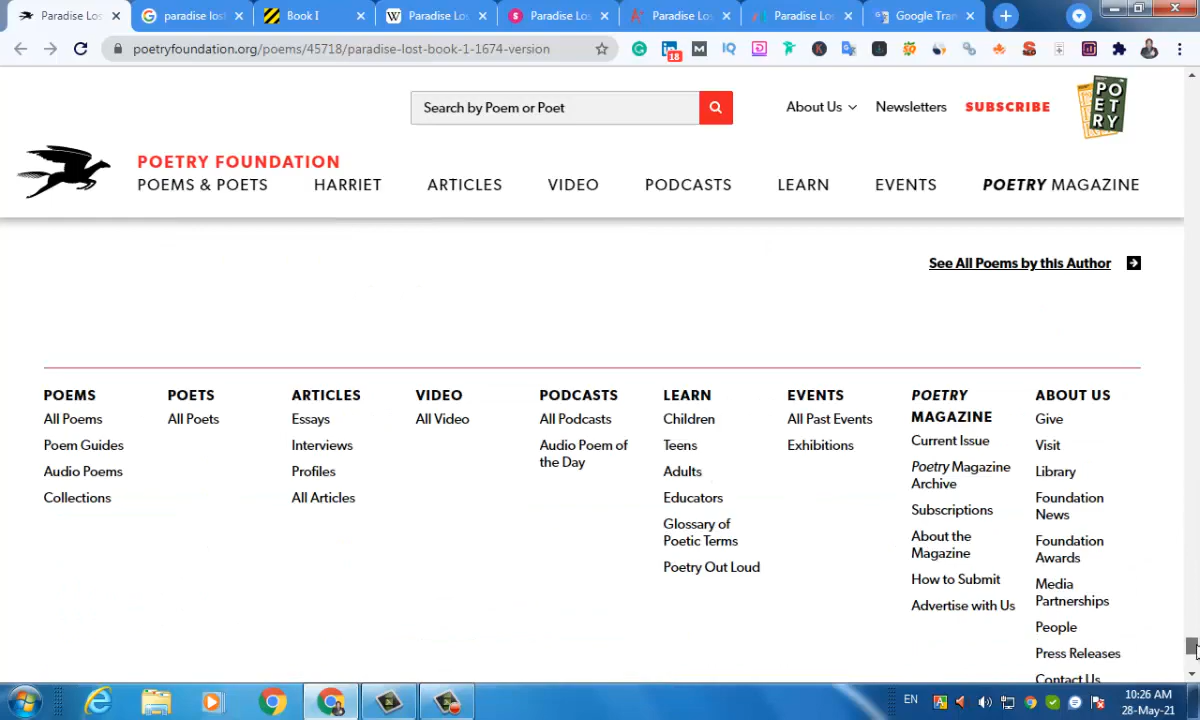 Paradise Los
paradise lost
Book I
Paradise Lo
Paradise Los
Paradise Los
Paradise Lo
Google Tran
poetryfoundation.org/poems/45718/paradise-lost-book-1-1674-version
18
Search by Poem or Poet
About Us
Newsletters
SUBSCRIBE
PO
ET
RY
POETRY FOUNDATION
POEMS & POETS
HARRIET
ARTICLES
VIDEO
PODCASTS
LEARN
EVENTS
POETRY MAGAZINE
See All Poems by this Author
POEMS
All Poems
Poem Guides
Audio Poems
Collections
POETS
All Poets
ARTICLES
Essays
Interviews
Profiles
All Articles
VIDEO
All Video
PODCASTS
All Podcasts
Audio Poem of
the Day
LEARN
Children
Teens
Adults
Educators
Glossary of
Poetic Terms
Poetry Out Loud
EVENTS
All Past Events
Exhibitions
POETRY
MAGAZINE
Current Issue
Poetry Magazine
Archive
Subscriptions
About the
Magazine
How to Submit
Advertise with Us
ABOUT US
Give
Visit
Library
Foundation
News
Foundation
Awards
Media
Partnerships
People
Press Releases
Contact Us
EN
10:26 AM
28-May-21